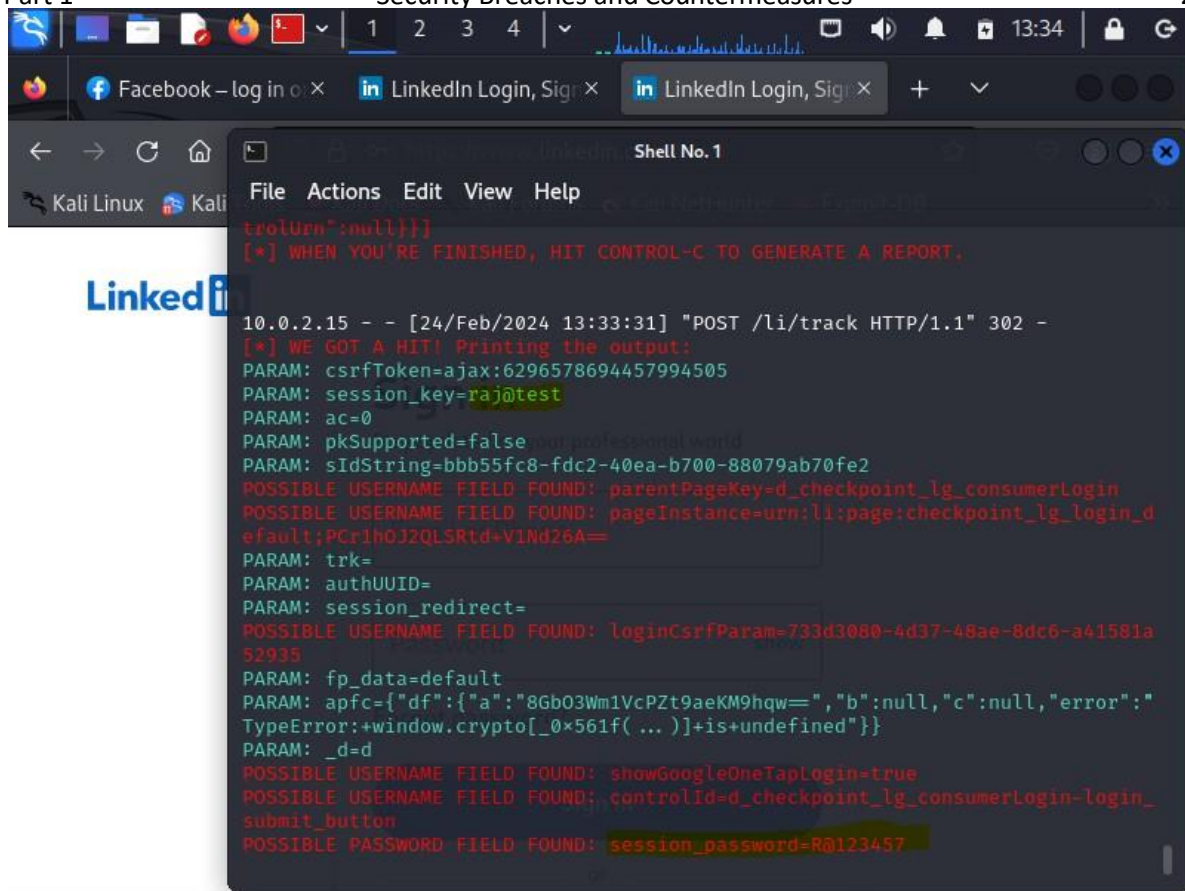 Part 1 Security Breaches and Countermeasures 2
1 2 3 4 13:34
Facebook – log in o LinkedIn Login, Sign LinkedIn Login, Sign
Shell No. 1
Kali Linux Kali
File Actions Edit View Help
trolUrn":null}}]
[*] WHEN YOU'RE FINISHED, HIT CONTROL-C TO GENERATE A REPORT.
Linked in
10.0.2.15 - - [24/Feb/2024 13:33:31] "POST /li/track HTTP/1.1" 302 -
[*] WE GOT A HIT! Printing the output:
PARAM: csrfToken=ajax:6296578694457994505
PARAM: session_key=raj@test
PARAM: ac=0
PARAM: pkSupported=false
PARAM: sIdString=bbb55fc8-fdc2-40ea-b700-88079ab70fe2
POSSIBLE USERNAME FIELD FOUND: parentPageKey=d_checkpoint_lg_consumerLogin
POSSIBLE USERNAME FIELD FOUND: pageInstance=urn:li:page:checkpoint_lg_login_d
efault;PCr1hOJ2QLSRtd+V1Nd26A==
PARAM: trk=
PARAM: authUUID=
PARAM: session_redirect=
POSSIBLE USERNAME FIELD FOUND: loginCsrfParam=733d3080-4d37-48ae-8dc6-a41581a
52935
PARAM: fp_data=default
PARAM: apfc={"df":{"a":"8GbO3Wm1VcPZt9aeKM9hqw==","b":null,"c":null,"error":"
TypeError:+window.crypto[_0×561f( ... )]+is+undefined"}}
PARAM: _d=d
POSSIBLE USERNAME FIELD FOUND: showGoogleOneTapLogin=true
POSSIBLE USERNAME FIELD FOUND: controlId=d_checkpoint_lg_consumerLogin-login_
submit_button
POSSIBLE PASSWORD FIELD FOUND: session_password=R@123457